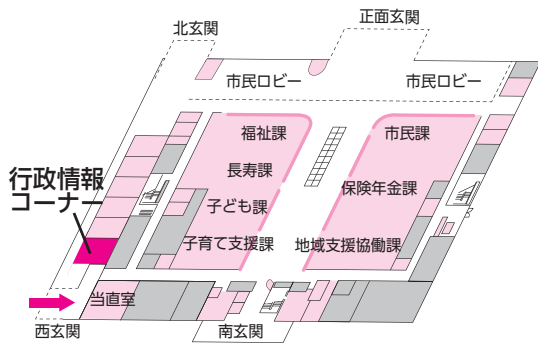 北玄関
正面玄関
市民ロビー
市民ロビー
福祉課
市民課
長寿課
保険年金課
行政情報
コーナー
子ども課
子育て支援課
地域支援協働課
当直室
西玄関
南玄関